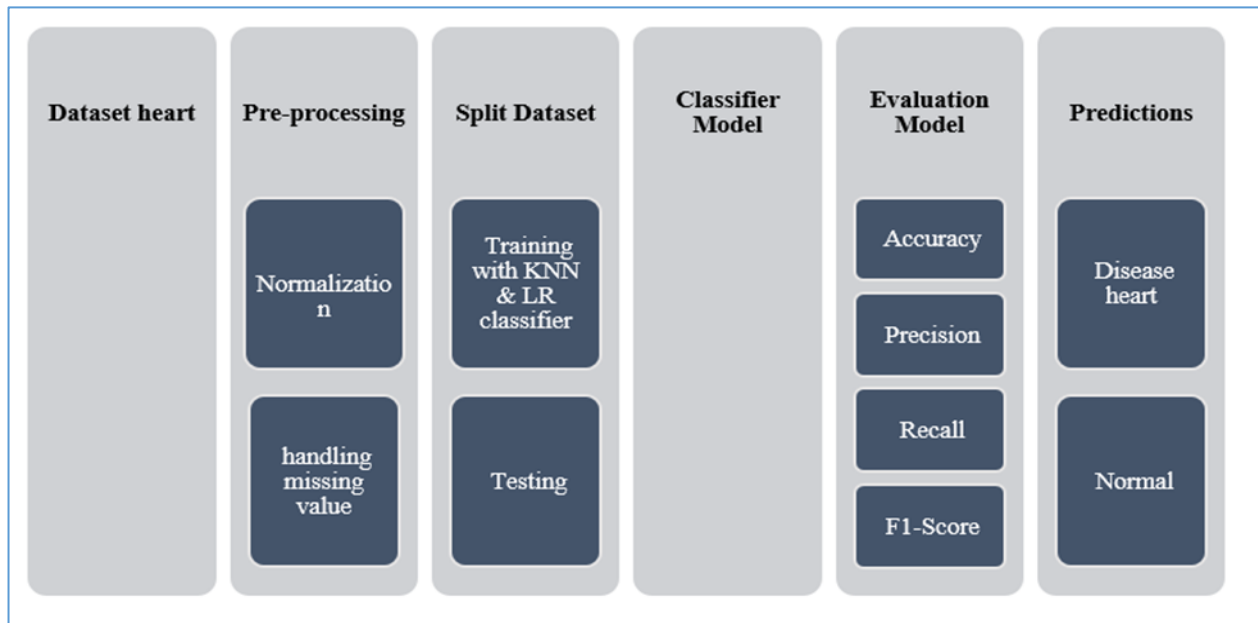 Dataset heart
Pre-processing
Normalizatio
n
handling
missing
value
Split Dataset
Training
with KNN
& LR
classifier
Testing
Classifier
Model
Evaluation
Model
Accuracy
Precision
Recall
F1-Score
Predictions
Disease
heart
Normal